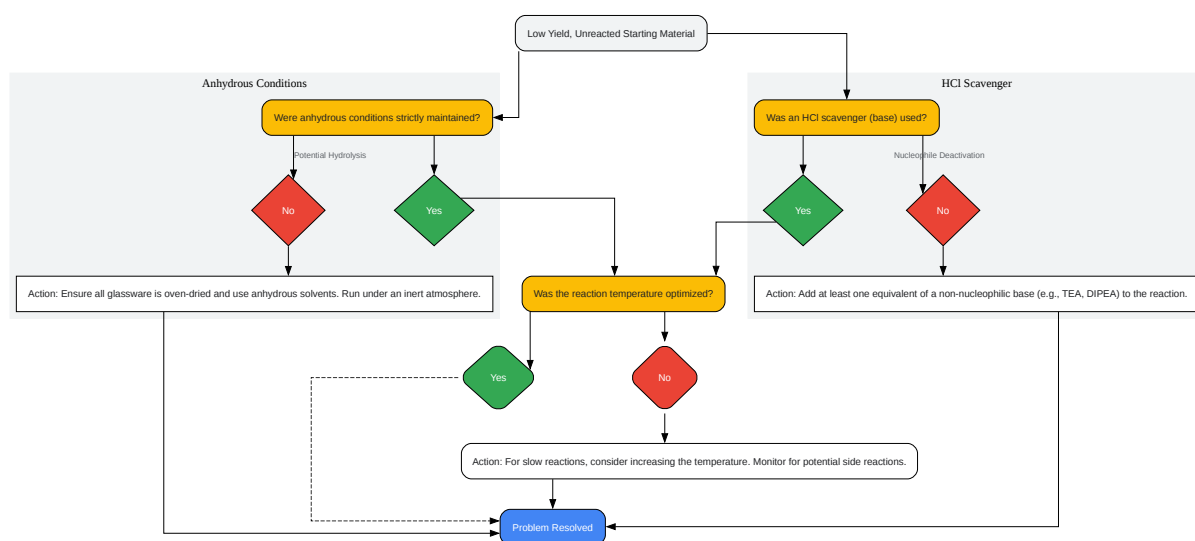 Low Yield, Unreacted Starting Material
Anhydrous Conditions
HCl Scavenger
Were anhydrous conditions strictly maintained?
Was an HCl scavenger (base) used?
Potential Hydrolysis
Nucleophile Deactivation
No
Yes
Yes
No
Action: Ensure all glassware is oven-dried and use anhydrous solvents. Run under an inert atmosphere.
Was the reaction temperature optimized?
Action: Add at least one equivalent of a non-nucleophilic base (e.g., TEA, DIPEA) to the reaction.
Yes
No
Action: For slow reactions, consider increasing the temperature. Monitor for potential side reactions.
Problem Resolved